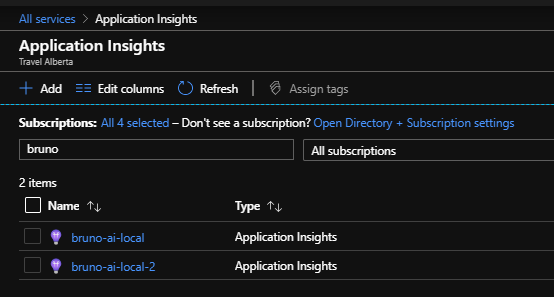 All services > Application Insights
Application Insights
Travel Alberta
+ Add Edit columns Refresh Assign tags
Subscriptions: All 4 selected – Don't see a subscription? Open Directory + Subscription settings
bruno All subscriptions
2 items
Name ↑↓ Type ↑↓
bruno-ai-local Application Insights
bruno-ai-local-2 Application Insights